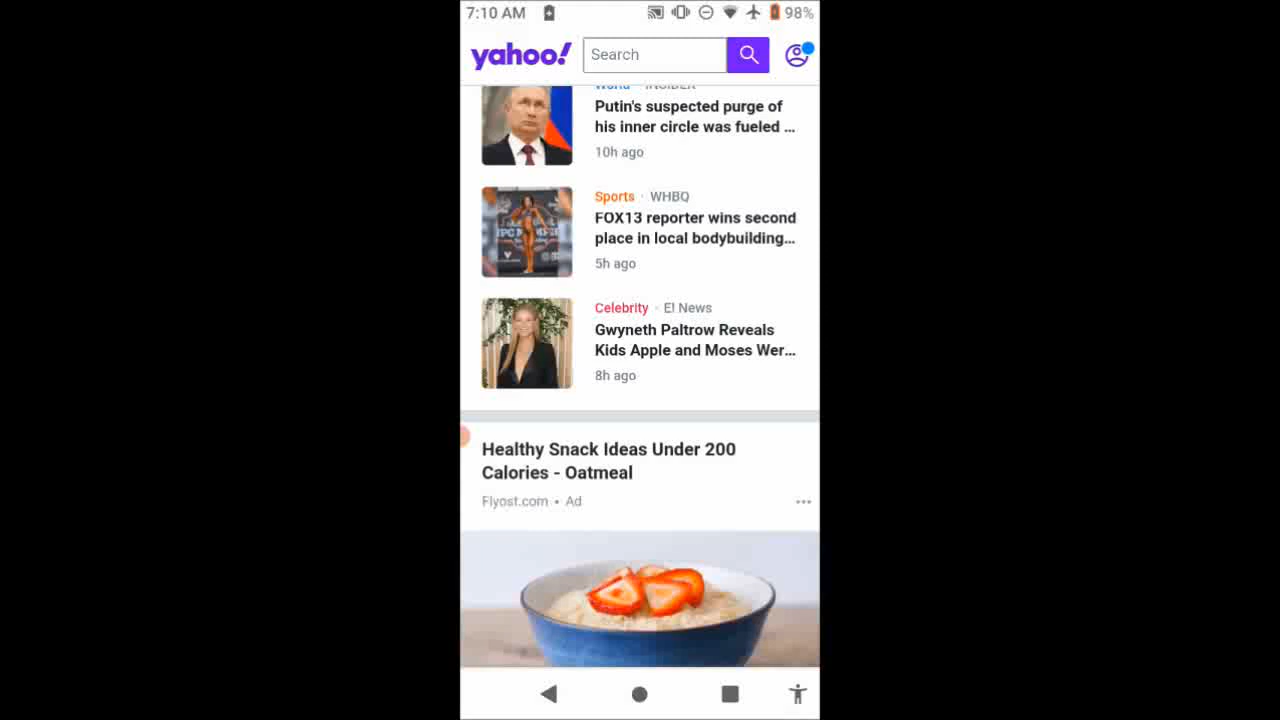 7:10 AM
98%
yahoo!
Search
World · INSIDER
Putin's suspected purge of
his inner circle was fueled ...
10h ago
Sports · WHBQ
FOX13 reporter wins second
place in local bodybuilding...
5h ago
Celebrity · E! News
Gwyneth Paltrow Reveals
Kids Apple and Moses Wer...
8h ago
Healthy Snack Ideas Under 200
Calories - Oatmeal
Flyost.com • Ad